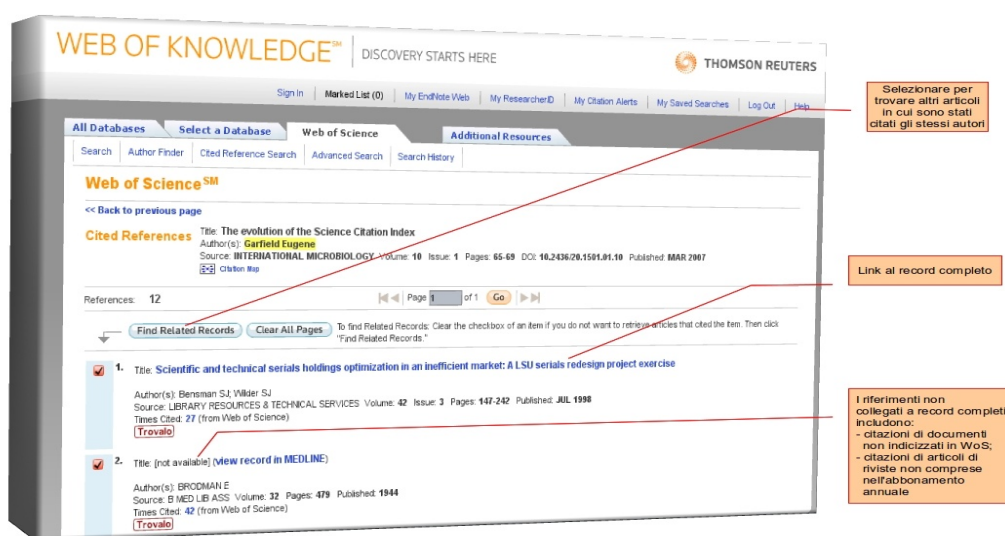 WEB OF KNOWLEDGE℠ DISCOVERY STARTS HERE
THOMSON REUTERS
Sign In Marked List (0) My EndNote Web My ResearcherID My Citation Alerts My Saved Searches Log Out Help
All Databases Select a Database Web of Science Additional Resources
Search Author Finder Cited Reference Search Advanced Search Search History
Web of Science℠
<< Back to previous page
Cited References
Title: The evolution of the Science Citation Index
Author(s): Garfield Eugene
Source: INTERNATIONAL MICROBIOLOGY Volume: 10 Issue: 1 Pages: 65-69 DOI: 10.2436/20.1501.01.10 Published: MAR 2007
Citation Map
References: 12
Page 1 of 1 Go
Find Related Records Clear All Pages
To find Related Records: Clear the checkbox of an item if you do not want to retrieve articles that cited the item. Then click
"Find Related Records."
1. Title: Scientific and technical serials holdings optimization in an inefficient market: A LSU serials redesign project exercise
Author(s): Bensman SJ, Wilder SJ
Source: LIBRARY RESOURCES & TECHNICAL SERVICES Volume: 42 Issue: 3 Pages: 147-242 Published: JUL 1998
Times Cited: 27 (from Web of Science)
Trovalo
2. Title: [not available] (view record in MEDLINE)
Author(s): BRODMAN E
Source: B MED LIB ASS Volume: 32 Pages: 479 Published: 1944
Times Cited: 42 (from Web of Science)
Trovalo
Selezionare per
trovare altri articoli
in cui sono stati
citati gli stessi autori
Link al record completo
I riferimenti non
collegati a record completi
includono:
- citazioni di documenti
non indicizzati in WoS;
- citazioni di articoli di
riviste non comprese
nell'abbonamento
annuale